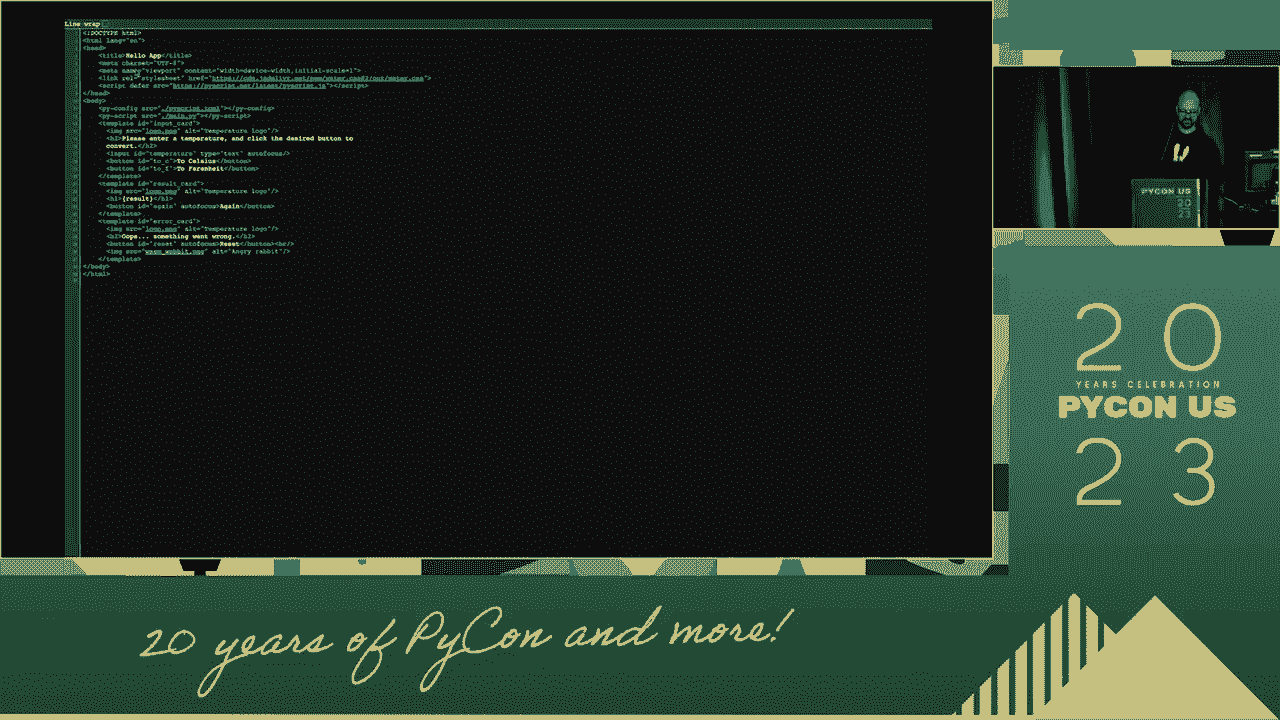 Line wrap
<!DOCTYPE html>
<html lang="en">
<head>
<title>Hello App</title>
<meta charset="UTF-8">
<meta name="viewport" content="width=device-width,initial-scale=1">
<link rel="stylesheet" href="https://cdn.jsdelivr.net/npm/water.css@2/out/water.css">
<script defer src="https://pyscript.net/latest/pyscript.js"></script>
</head>
<body>
<py-config src="./pyscript.toml"></py-config>
<py-script src="./main.py"></py-script>
<template id="input_card">
<img src="logo.png" alt="Temperature logo"/>
Please enter a temperature, and click the desired button to
convert.
<input id="temperature" type="text" autofocus/>
<button id="to_c">To Celsius</button>
<button id="to_f">To Farenheit</button>
</template>
<template id="result_card">
<img src="logo.png" alt="Temperature logo"/>
<h1>{result}</h1>
<button id="again" autofocus>Again</button>
</template>
<template id="error_card">
<img src="logo.png" alt="Temperature logo"/>
Oops... something went wrong.
<button id="reset" autofocus>Reset</button><br/>
<img src= alt="Angry rabbit"/>
</template>
</body>
</html>
PYCON US
20
23
20
YEARS CELEBRATION
PYCON US
23
20 years of PyCon and more!